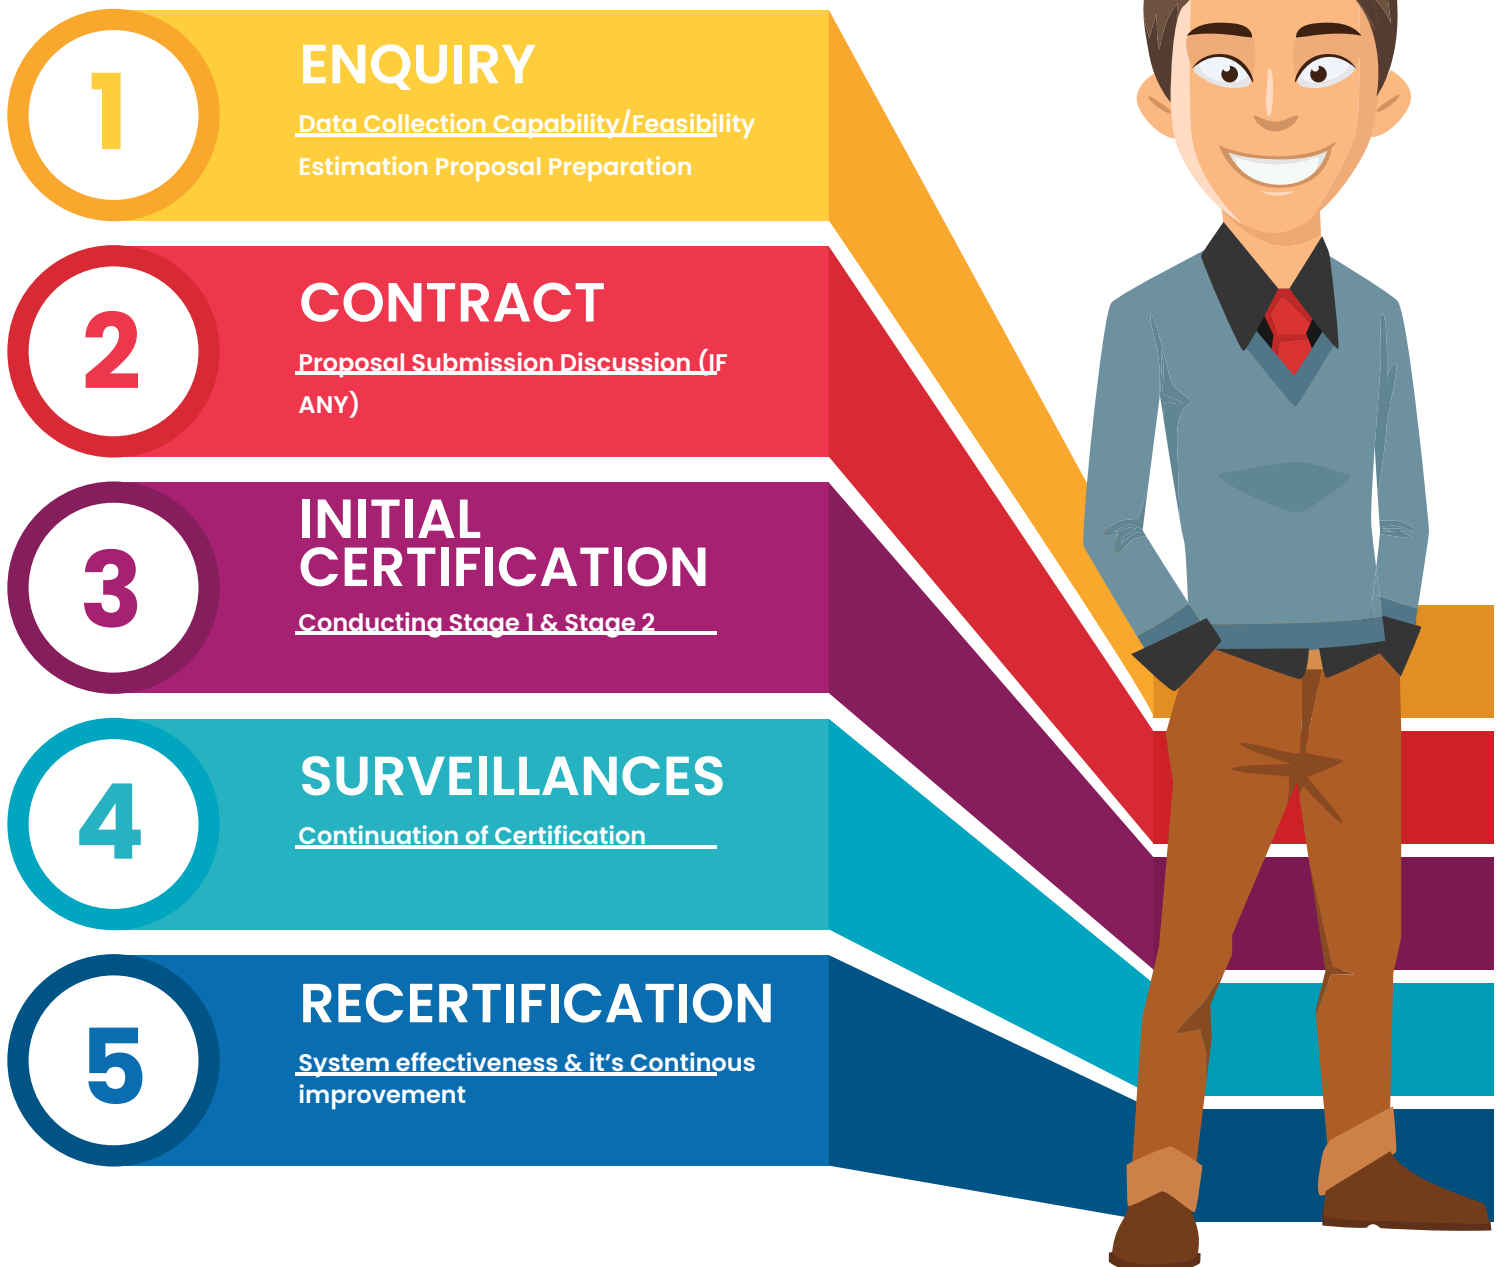 1
ENQUIRY
Data Collection Capability/Feasibility
Estimation Proposal Preparation
2
CONTRACT
Proposal Submission Discussion (IF
ANY)
3
INITIAL
CERTIFICATION
Conducting Stage 1 & Stage 2
4
SURVEILLANCES
Continuation of Certification
5
RECERTIFICATION
System effectiveness & it’s Continous
improvement